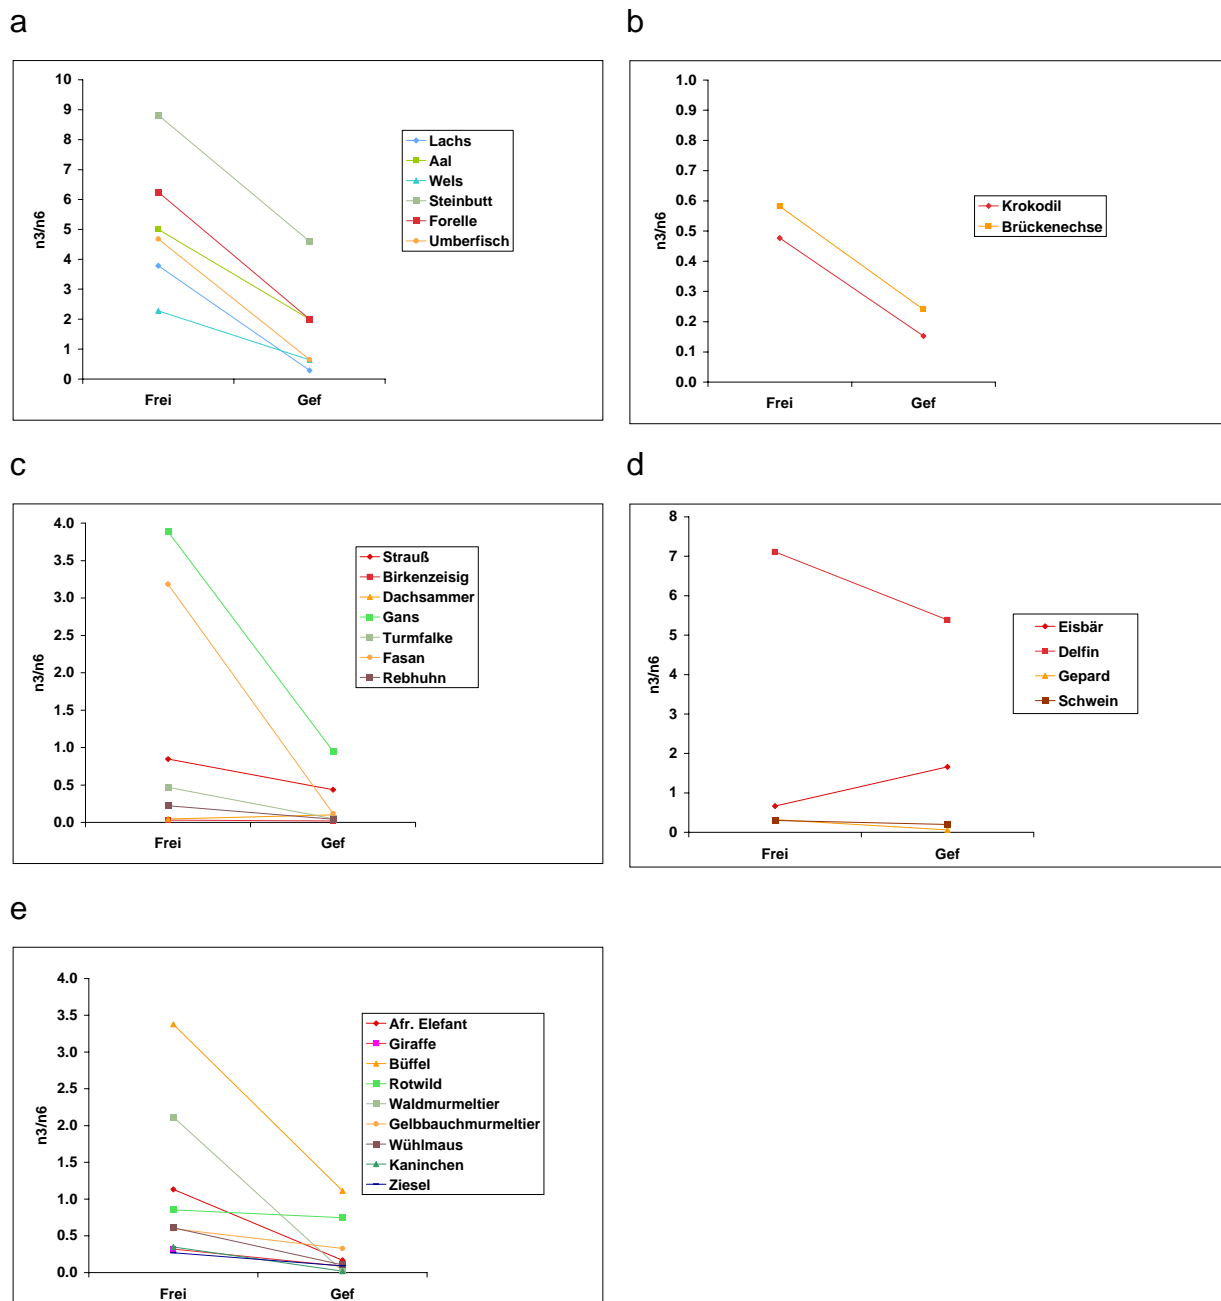 a
10
9
8
7
6
5
4
3
2
1
0
n3/n6
Frei
Gef
Lachs
Aal
Wels
Steinbutt
Forelle
Umberfisch
b
1.0
0.9
0.8
0.7
0.6
0.5
0.4
0.3
0.2
0.1
0.0
n3/n6
Frei
Gef
Krokodil
Brückenechse
c
4.0
3.5
3.0
2.5
2.0
1.5
1.0
0.5
0.0
n3/n6
Frei
Gef
Strauß
Birkenzeisig
Dachsammer
Gans
Turmfalke
Fasan
Rebhuhn
d
8
7
6
5
4
3
2
1
0
n3/n6
Frei
Gef
Eisbär
Delfin
Gepard
Schwein
e
4.0
3.5
3.0
2.5
2.0
1.5
1.0
0.5
0.0
n3/n6
Frei
Gef
Afr. Elefant
Giraffe
Büffel
Rotwild
Waldmurmeltier
Gelbbauchmurmeltier
Wühlmaus
Kaninchen
Ziesel